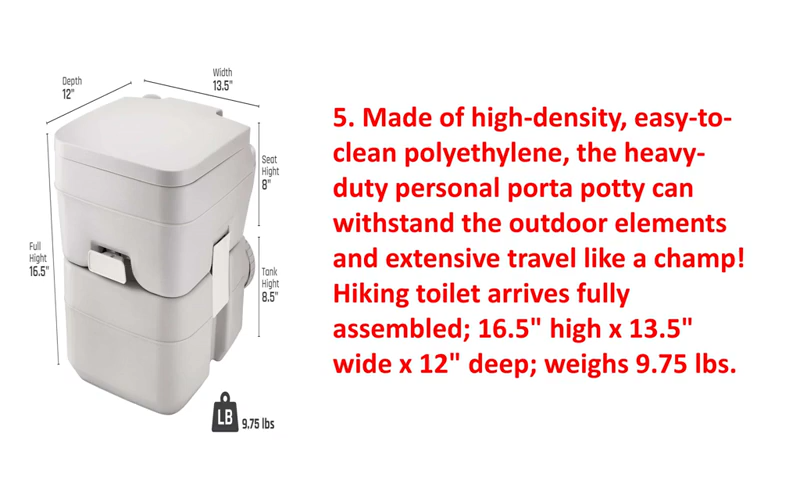 Depth
12"
Width
13.5"
Seat
Hight
8"
Full
Hight
16.5"
Tank
Hight
8.5"
LB
9.75 lbs
5. Made of high-density, easy-to-
clean polyethylene, the heavy-
duty personal porta potty can
withstand the outdoor elements
and extensive travel like a champ!
Hiking toilet arrives fully
assembled; 16.5" high x 13.5"
wide x 12" deep; weighs 9.75 lbs.